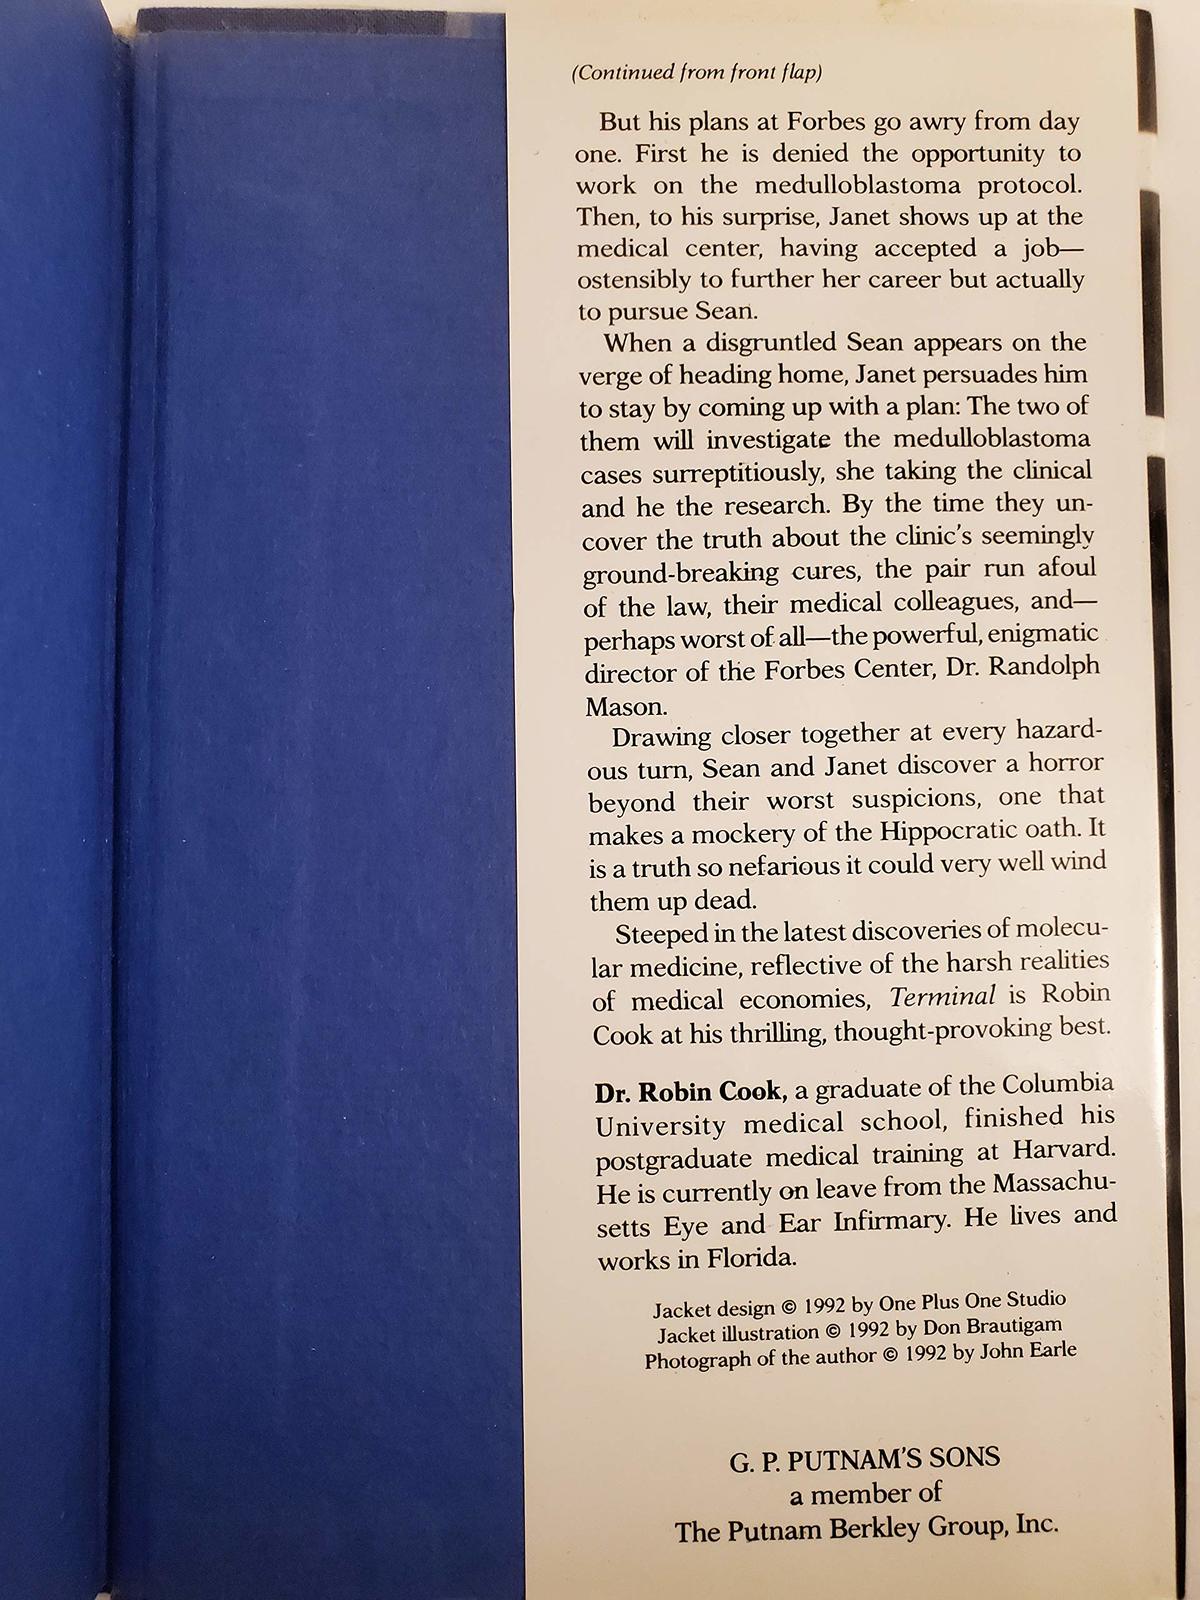 (Continued from front flap)
But his plans at Forbes go awry from day
one. First he is denied the opportunity to
work on the medulloblastoma protocol.
Then, to his surprise, Janet shows up at the
medical center, having accepted a job—
ostensibly to further her career but actually
to pursue Sean.
When a disgruntled Sean appears on the
verge of heading home, Janet persuades him
to stay by coming up with a plan: The two of
them will investigate the medulloblastoma
cases surreptitiously, she taking the clinical
and he the research. By the time they un-
cover the truth about the clinic's seemingly
ground-breaking cures, the pair run afoul
of the law, their medical colleagues, and—
perhaps worst of all—the powerful, enigmatic
director of the Forbes Center, Dr. Randolph
Mason.
Drawing closer together at every hazard-
ous turn, Sean and Janet discover a horror
beyond their worst suspicions, one that
makes a mockery of the Hippocratic oath. It
is a truth so nefarious it could very well wind
them up dead.
Steeped in the latest discoveries of molecu-
lar medicine, reflective of the harsh realities
of medical economies, Terminal is Robin
Cook at his thrilling, thought-provoking best.
Dr. Robin Cook, a graduate of the Columbia
University medical school, finished his
postgraduate medical training at Harvard.
He is currently on leave from the Massachu-
setts Eye and Ear Infirmary. He lives and
works in Florida.
Jacket design © 1992 by One Plus One Studio
Jacket illustration © 1992 by Don Brautigam
Photograph of the author © 1992 by John Earle
G. P. PUTNAM'S SONS
a member of
The Putnam Berkley Group, Inc.